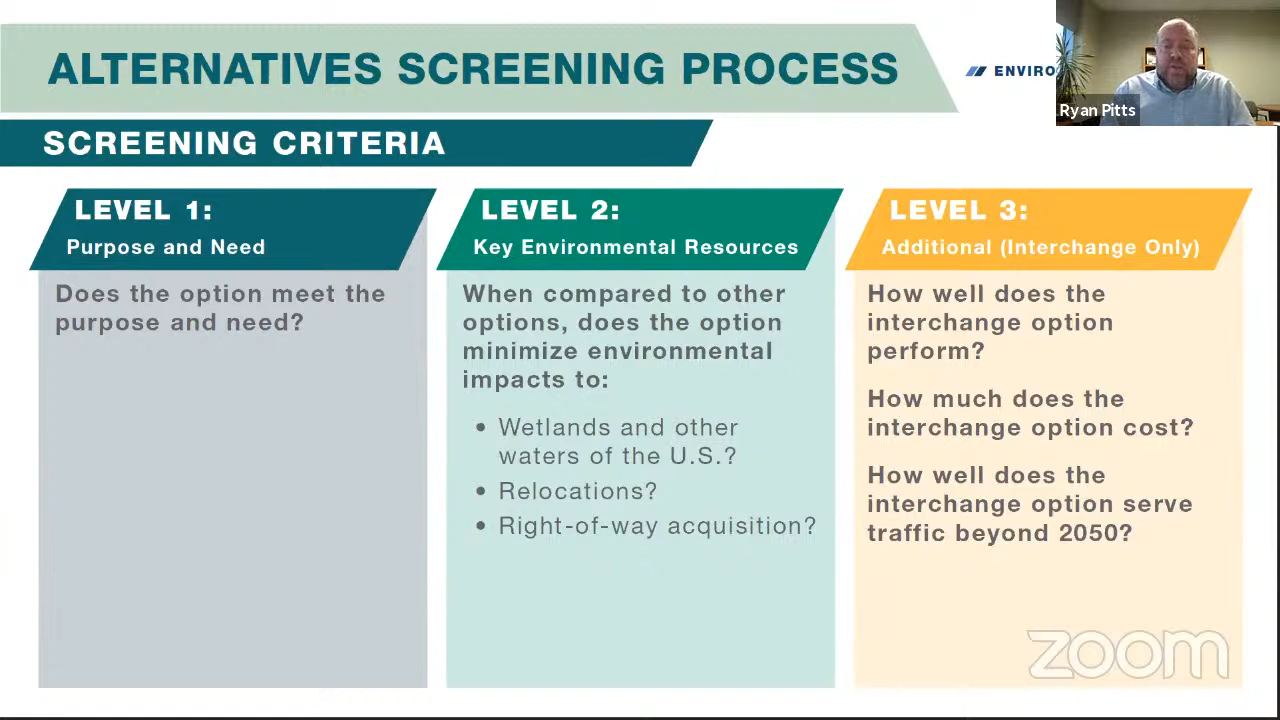 ALTERNATIVES SCREENING PROCESS
ENVIRO
Ryan Pitts
SCREENING CRITERIA
LEVEL 1:
Purpose and Need
Does the option meet the
purpose and need?
LEVEL 2:
Key Environmental Resources
When compared to other
options, does the option
minimize environmental
impacts to:
• Wetlands and other
waters of the U.S.?
• Relocations?
• Right-of-way acquisition?
LEVEL 3:
Additional (Interchange Only)
How well does the
interchange option
perform?
How much does the
interchange option cost?
How well does the
interchange option serve
traffic beyond 2050?
zoom